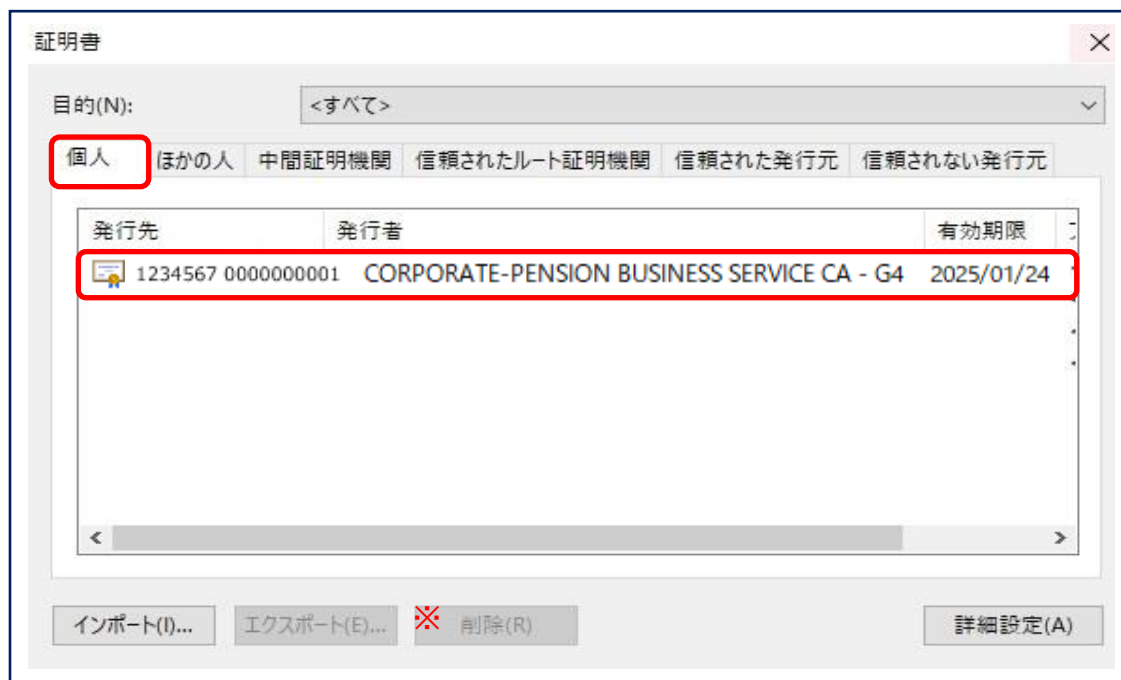 証明書
目的(N): <すべて>
個人 ほかの人 中間証明機関 信頼されたルート証明機関 信頼された発行元 信頼されない発行元
発行先 発行者 有効期限
1234567 0000000001 CORPORATE-PENSION BUSINESS SERVICE CA - G4 2025/01/24
インポート(I)... エクスポート(E)... ※ 削除(R) 詳細設定(A)